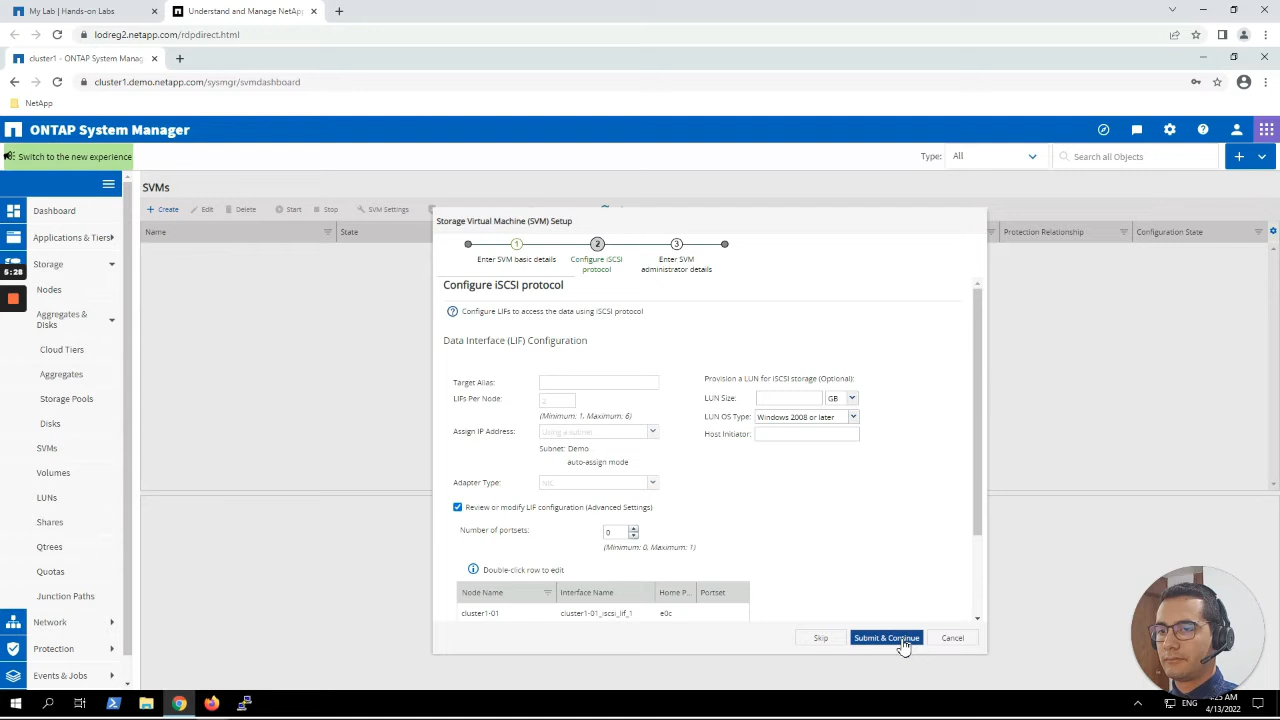 My Lab | Hands-on Labs
Understand and Manage NetAp
lodreg2.netapp.com/rdpdirect.html
cluster1 - ONTAP System Manag
cluster1.demo.netapp.com/sysmgr/svmdashboard
NetApp
ONTAP System Manager
Switch to the new experience
Type: All
Search all Objects
SVMs
Create Edit Delete Start Stop SVM Settings
Name State Protection Relationship Configuration State
Dashboard
Applications & Tiers
Storage
5:28
Nodes
Aggregates &
Disks
Cloud Tiers
Aggregates
Storage Pools
Disks
SVMs
Volumes
LUNs
Shares
Qtrees
Quotas
Junction Paths
Network
Protection
Events & Jobs
Storage Virtual Machine (SVM) Setup
1 2 3
Enter SVM basic details
Configure iSCSI
protocol
Enter SVM
administrator details
Configure iSCSI protocol
Configure LIFs to access the data using iSCSI protocol
Data Interface (LIF) Configuration
Target Alias:
LIFs Per Node: 2
(Minimum: 1, Maximum: 6)
Assign IP Address: Using a subnet
Subnet: Demo
auto-assign mode
Adapter Type: NIC
Provision a LUN for iSCSI storage (Optional):
LUN Size: GB
LUN OS Type: Windows 2008 or later
Host Initiator:
Review or modify LIF configuration (Advanced Settings)
Number of portsets: 0
(Minimum: 0, Maximum: 1)
Double-click row to edit
Node Name Interface Name Home P... Portset
cluster1-01 cluster1-01_iscsi_lif_1 e0c
Skip Submit & Continue Cancel
ENG
4/13/2022